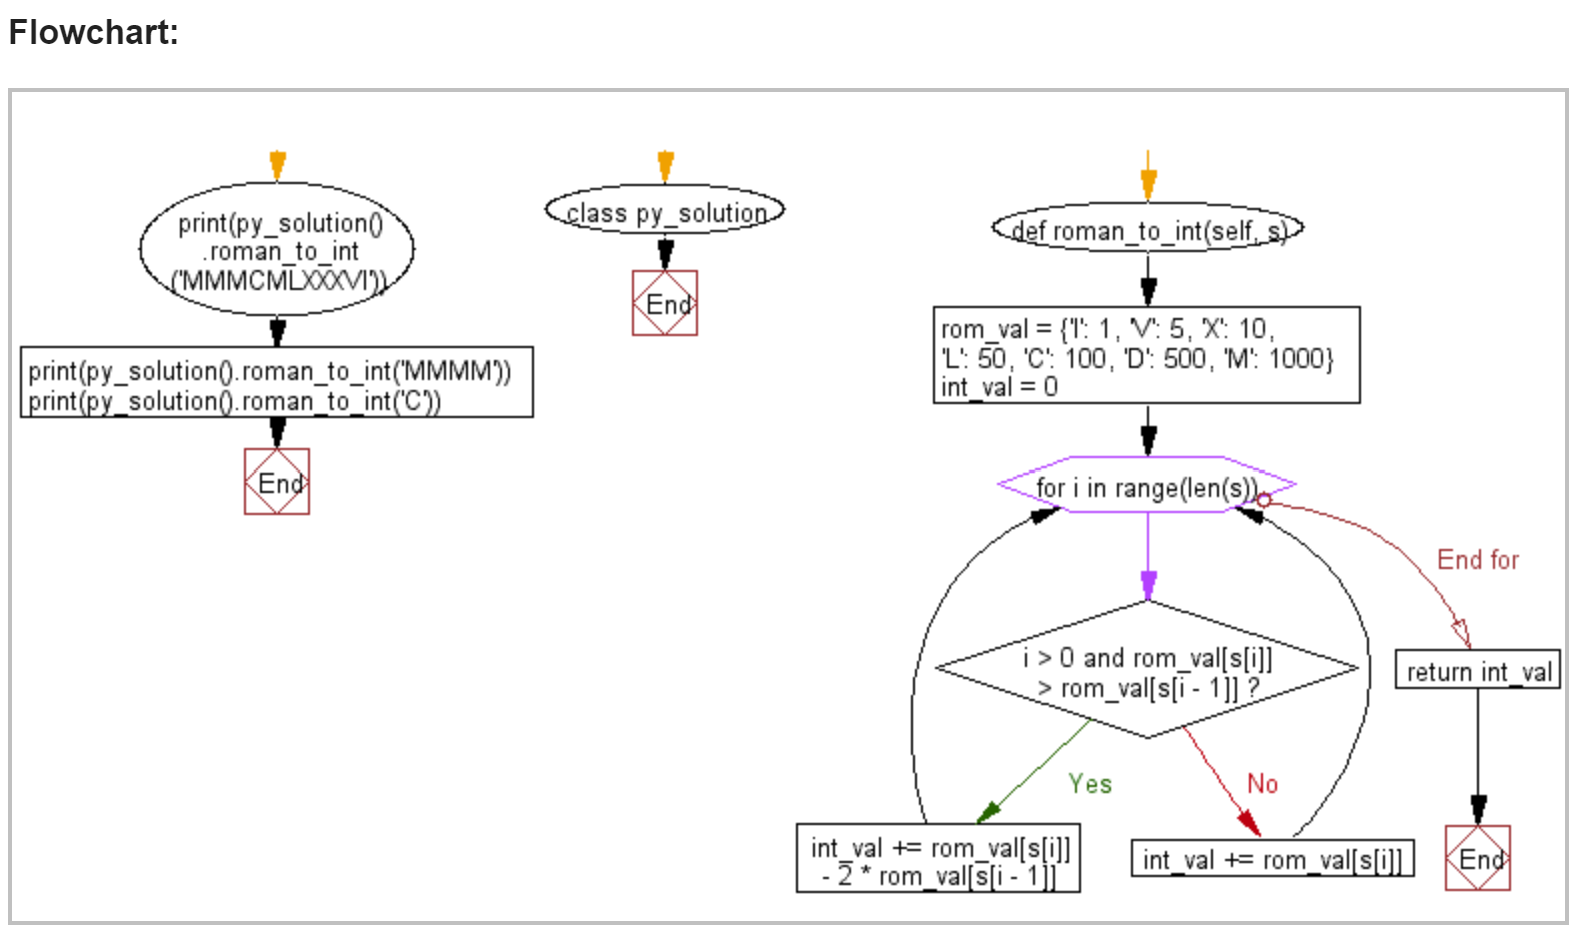 Flowchart:
print(py_solution()
.roman_to_int
('MMMCMLXXXVI'))
print(py_solution().roman_to_int('MMMM'))
print(py_solution().roman_to_int('C'))
End
class py_solution
End
def roman_to_int(self, s)
rom_val = {'I': 1, 'V': 5, 'X': 10,
'L': 50, 'C': 100, 'D': 500, 'M': 1000}
int_val = 0
for i in range(len(s))
End for
i > 0 and rom_val[s[i]]
> rom_val[s[i - 1]] ?
return int_val
Yes
No
int_val += rom_val[s[i]]
- 2 * rom_val[s[i - 1]]
int_val += rom_val[s[i]]
End